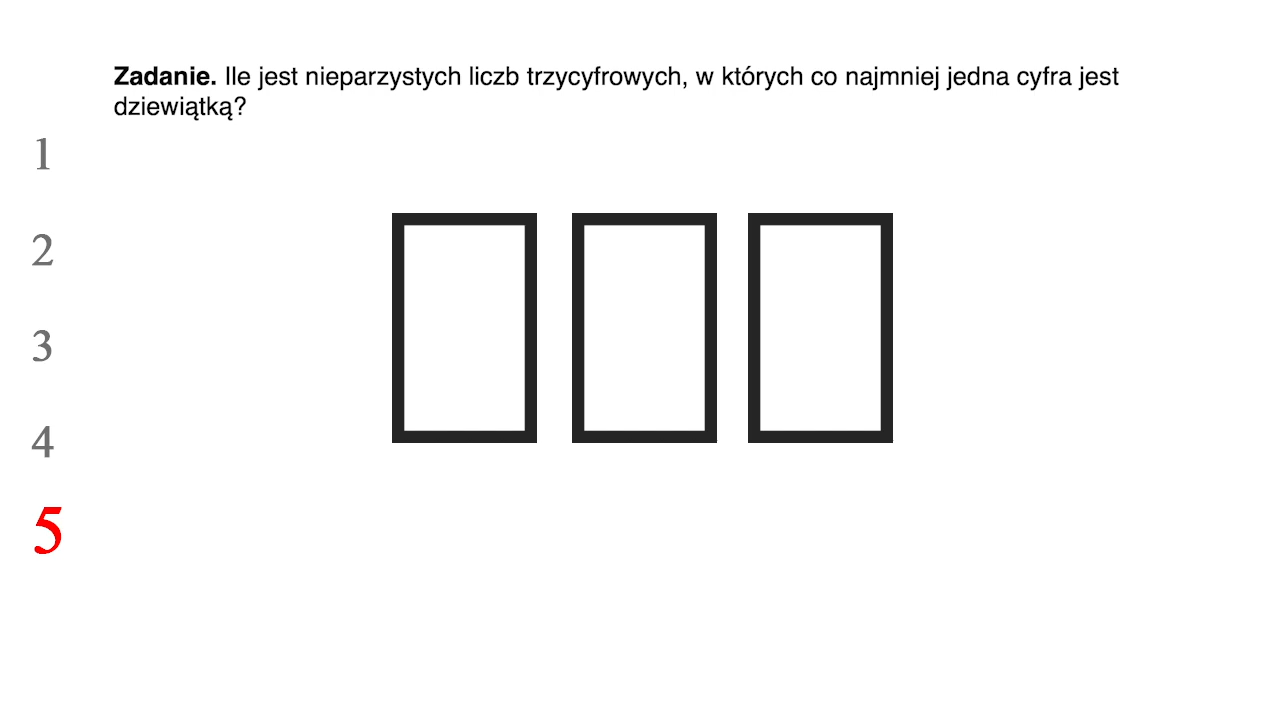 Zadanie. Ile jest nieparzystych liczb trzycyfrowych, w których co najmniej jedna cyfra jest
dziewiątką?
1
2
3
4
5